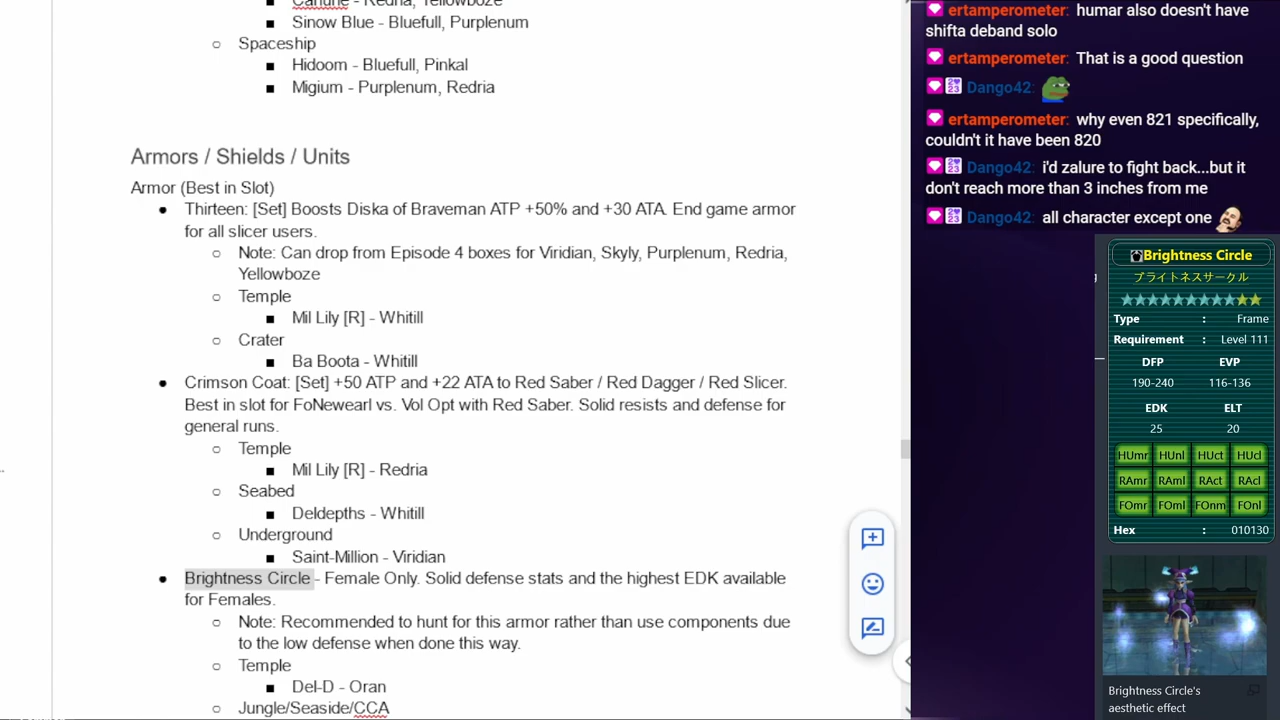 Canune - Redria, Yellowboze
■ Sinow Blue - Bluefull, Purplenum
○ Spaceship
■ Hidoom - Bluefull, Pinkal
■ Migium - Purplenum, Redria
Armors / Shields / Units
Armor (Best in Slot)
● Thirteen: [Set] Boosts Diska of Braveman ATP +50% and +30 ATA. End game armor
for all slicer users.
○ Note: Can drop from Episode 4 boxes for Viridian, Skyly, Purplenum, Redria,
Yellowboze
○ Temple
■ Mil Lily [R] - Whitill
○ Crater
■ Ba Boota - Whitill
● Crimson Coat: [Set] +50 ATP and +22 ATA to Red Saber / Red Dagger / Red Slicer.
Best in slot for FoNewearl vs. Vol Opt with Red Saber. Solid resists and defense for
general runs.
○ Temple
■ Mil Lily [R] - Redria
○ Seabed
■ Deldepths - Whitill
○ Underground
■ Saint-Million - Viridian
● Brightness Circle - Female Only. Solid defense stats and the highest EDK available
for Females.
○ Note: Recommended to hunt for this armor rather than use components due
to the low defense when done this way.
○ Temple
■ Del-D - Oran
○ Jungle/Seaside/CCA
ertamperometer: humar also doesn't have
shifta deband solo
ertamperometer: That is a good question
Dango42:
ertamperometer: why even 821 specifically,
couldn't it have been 820
Dango42: i'd zalure to fight back...but it
don't reach more than 3 inches from me
Dango42: all character except one
Brightness Circle
ブライトネスサークル
★★★★★★★★★★★
Type : Frame
Requirement : Level 111
DFP EVP
190-240 116-136
EDK ELT
25 20
HUmr HUnl HUct HUcl
RAmr RAml RAct RAcl
FOmr FOml FOnm FOnl
Hex : 010130
Brightness Circle's
aesthetic effect